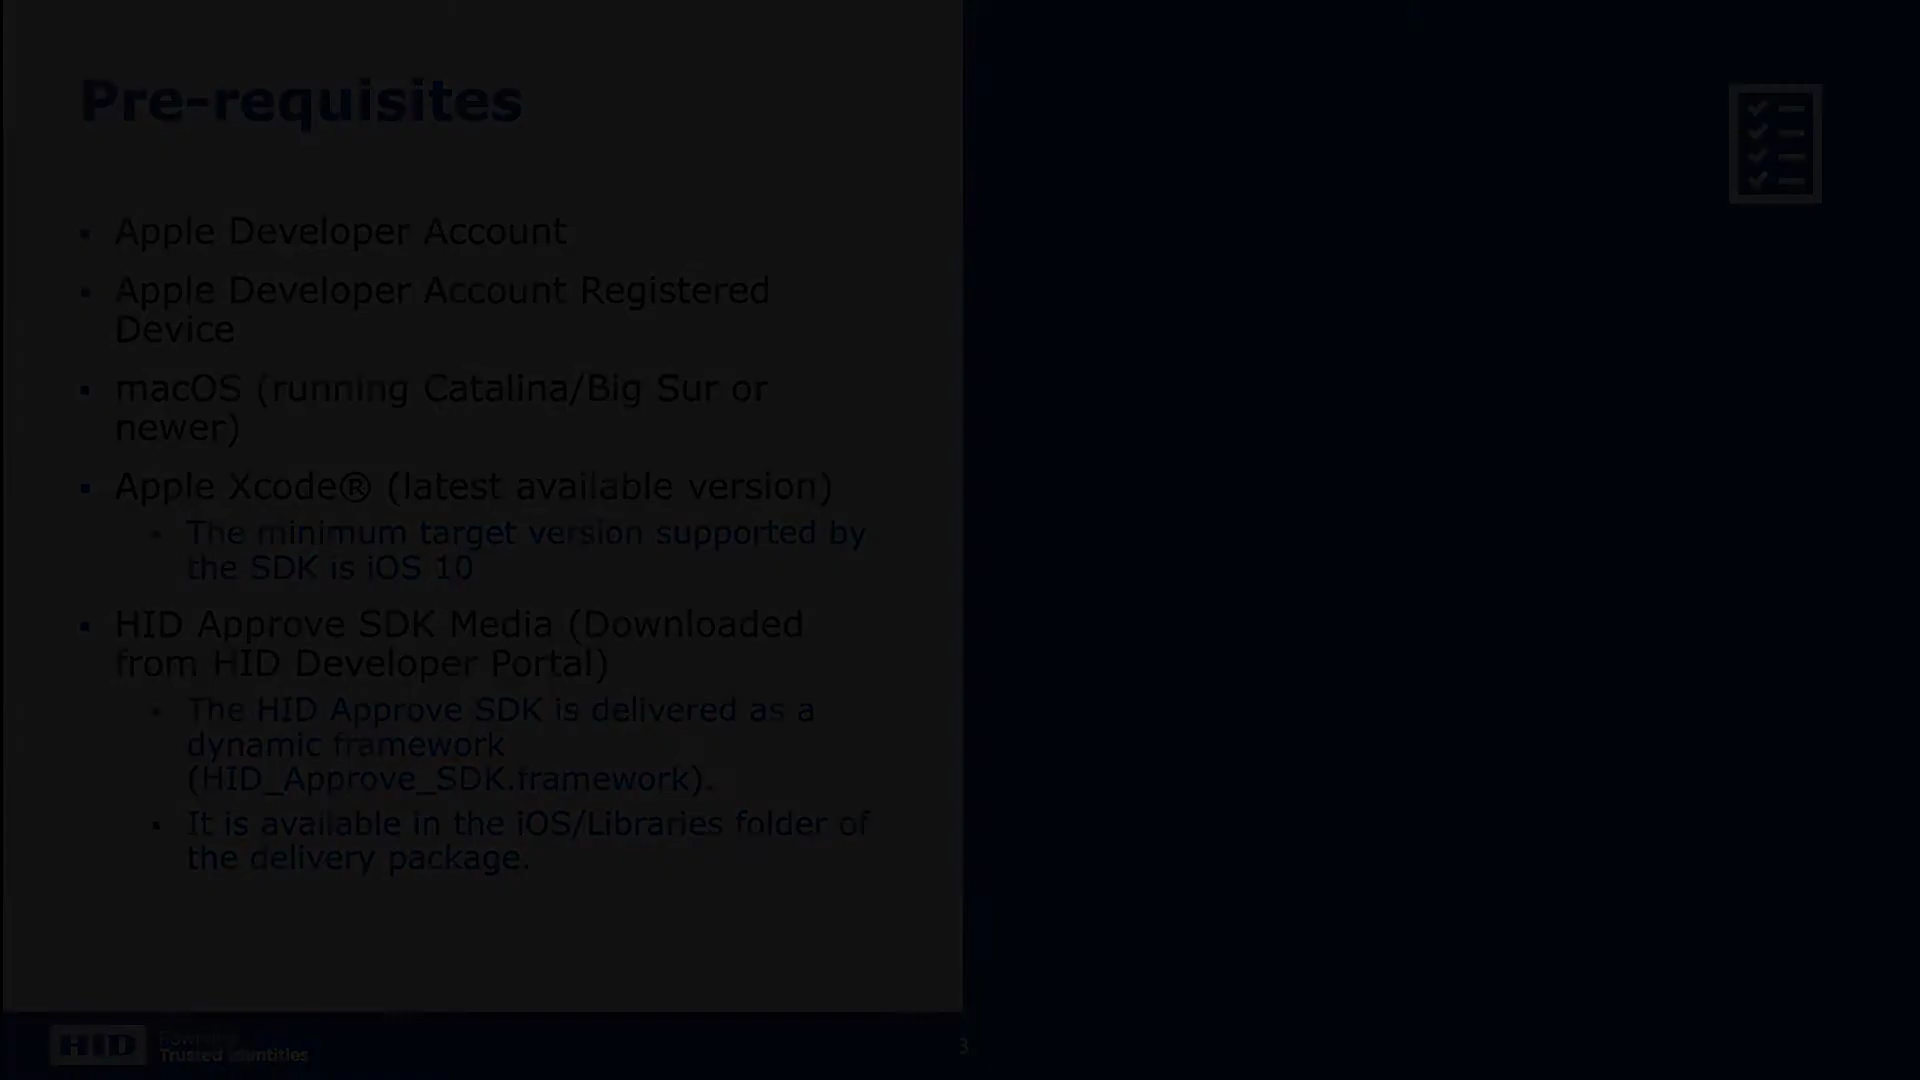 Pre-requisites
▪ Apple Developer Account
▪ Apple Developer Account Registered
Device
▪ macOS (running Catalina/Big Sur or
newer)
▪ Apple Xcode® (latest available version)
▪ The minimum target version supported by
the SDK is iOS 10
▪ HID Approve SDK Media (Downloaded
from HID Developer Portal)
▪ The HID Approve SDK is delivered as a
dynamic framework
(HID_Approve_SDK.framework).
▪ It is available in the iOS/Libraries folder of
the delivery package.
HID
Powering
Trusted Identities
3